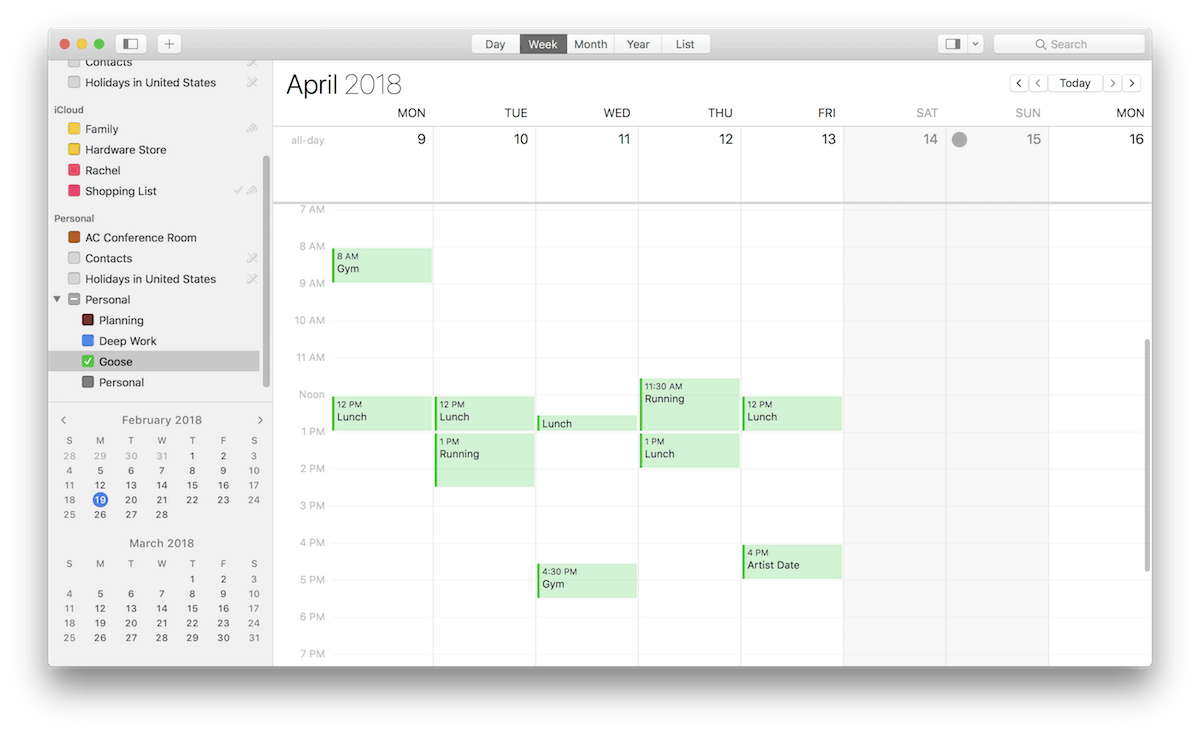 Day Week Month Year List
Search
Contacts
Holidays in United States
iCloud
Family
Hardware Store
Rachel
Shopping List
Personal
AC Conference Room
Contacts
Holidays in United States
Personal
Planning
Deep Work
Goose
Personal
February 2018
S M T W T F S
28 29 30 31 1 2 3
4 5 6 7 8 9 10
11 12 13 14 15 16 17
18 19 20 21 22 23 24
25 26 27 28
March 2018
S M T W T F S
1 2 3
4 5 6 7 8 9 10
11 12 13 14 15 16 17
18 19 20 21 22 23 24
25 26 27 28 29 30 31
April 2018
Today
MON TUE WED THU FRI SAT SUN MON
all-day 9 10 11 12 13 14 15 16
7 AM
8 AM
8 AM
Gym
9 AM
10 AM
11 AM
11:30 AM
Running
Noon
12 PM
Lunch
12 PM
Lunch
Lunch
12 PM
Lunch
1 PM
1 PM
Running
1 PM
Lunch
2 PM
3 PM
4 PM
4 PM
Artist Date
4:30 PM
Gym
5 PM
6 PM
7 PM